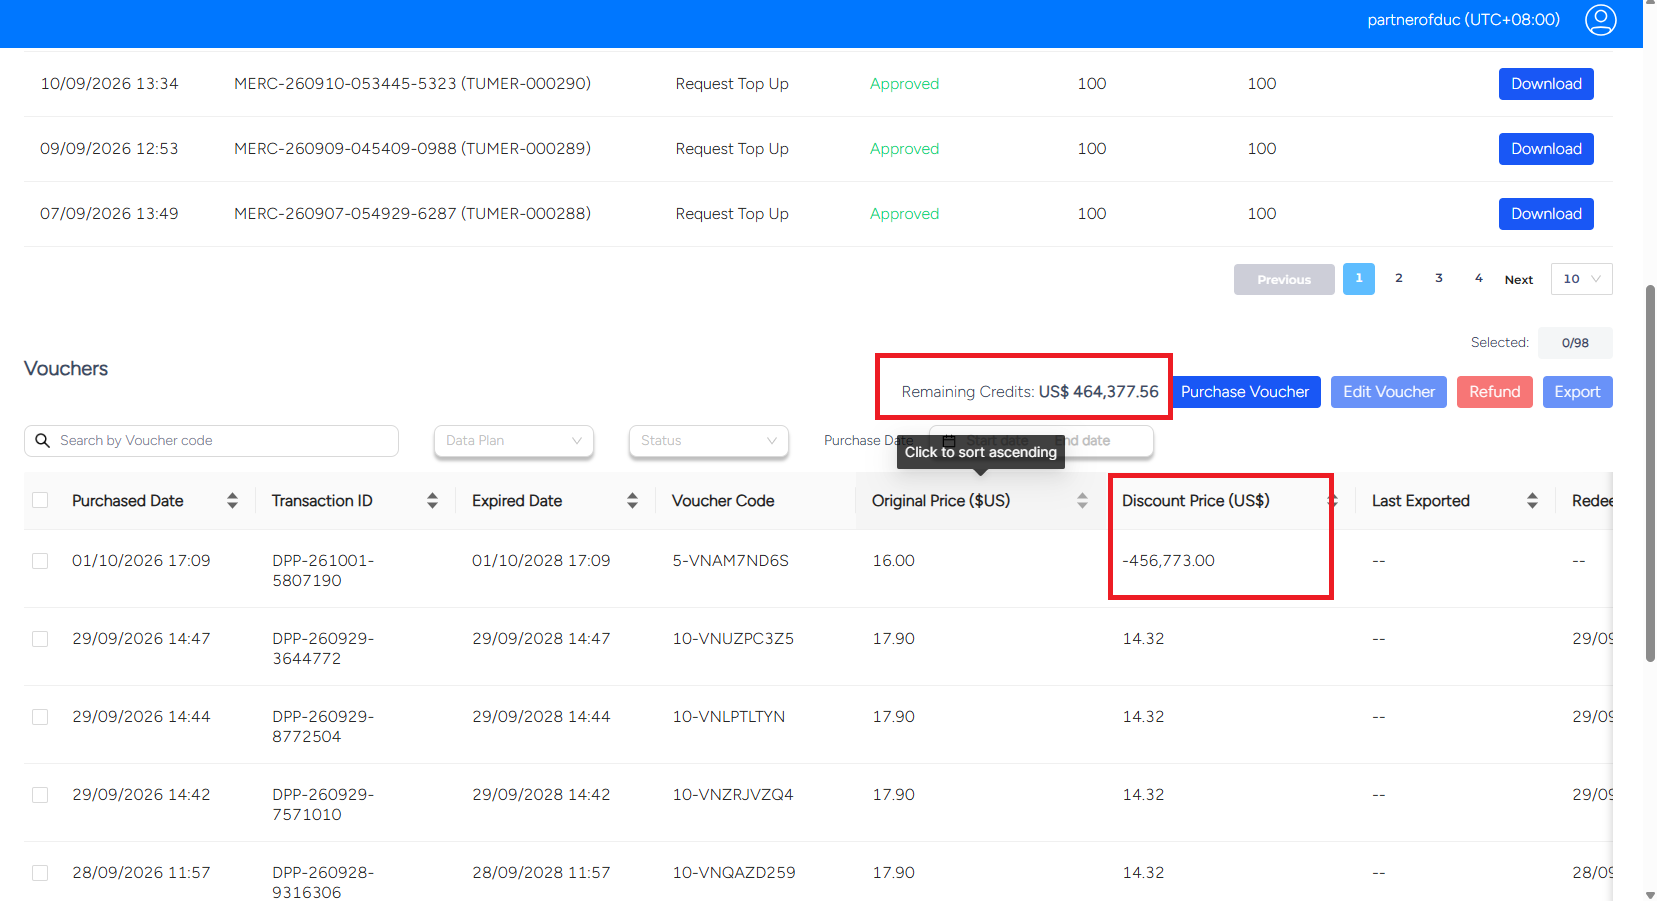 partnerofduc (UTC+08:00)
10/09/2026 13:34 MERC-260910-053445-5323 (TUMER-000290) Request Top Up Approved 100 100 Download
09/09/2026 12:53 MERC-260909-045409-0988 (TUMER-000289) Request Top Up Approved 100 100 Download
07/09/2026 13:49 MERC-260907-054929-6287 (TUMER-000288) Request Top Up Approved 100 100 Download
Previous 1 2 3 4 Next 10
Selected: 0/98
Vouchers
Remaining Credits: US$ 464,377.56 Purchase Voucher Edit Voucher Refund Export
Search by Voucher code Data Plan Status Purchase Date Start date End date
Click to sort ascending
Purchased Date Transaction ID Expired Date Voucher Code Original Price ($US) Discount Price (US$) Last Exported Redee
01/10/2026 17:09 DPP-261001- 01/10/2028 17:09 5-VNAM7ND6S 16.00 -456,773.00 -- --
5807190
29/09/2026 14:47 DPP-260929- 29/09/2028 14:47 10-VNUZPC3Z5 17.90 14.32 -- 29/09
3644772
29/09/2026 14:44 DPP-260929- 29/09/2028 14:44 10-VNLPTLTYN 17.90 14.32 -- 29/09
8772504
29/09/2026 14:42 DPP-260929- 29/09/2028 14:42 10-VNZRJVZQ4 17.90 14.32 -- 29/09
7571010
28/09/2026 11:57 DPP-260928- 28/09/2028 11:57 10-VNQAZD259 17.90 14.32 -- 28/09
9316306